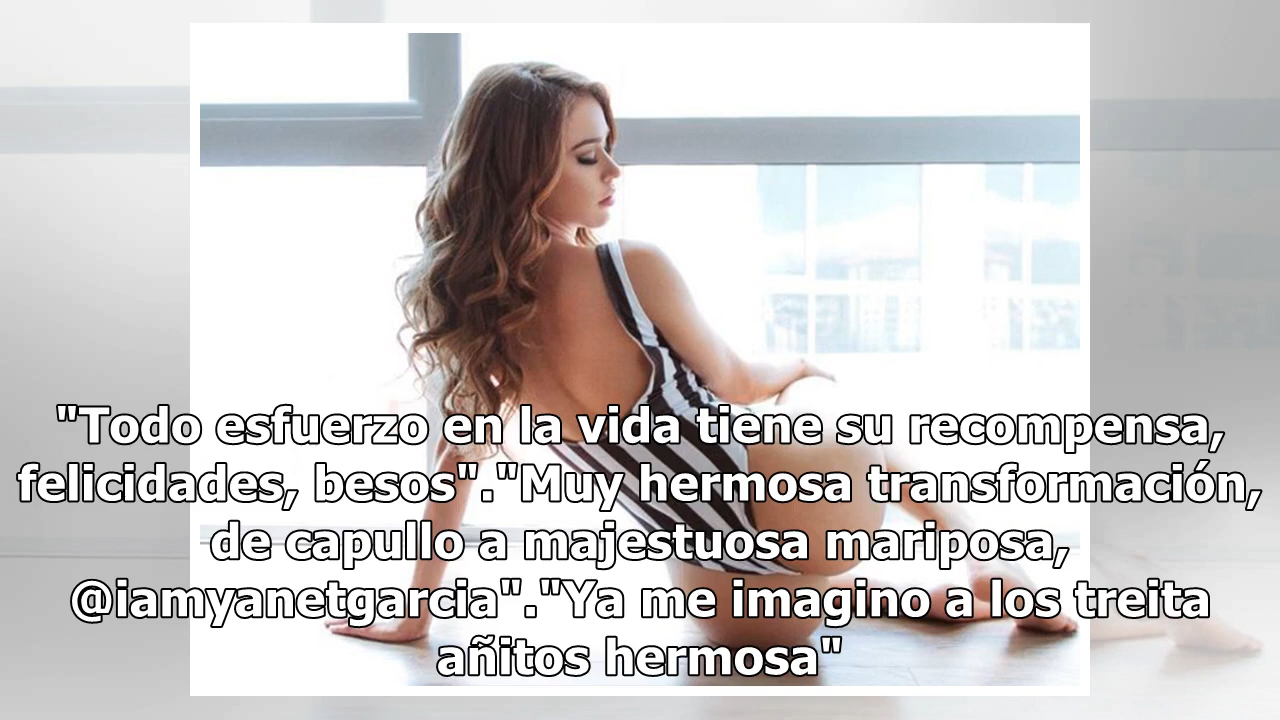 "Todo esfuerzo en la vida tiene su recompensa,
felicidades, besos"."Muy hermosa transformación,
de capullo a majestuosa mariposa,
@iamyanetgarcia"."Ya me imagino a los treita
añitos hermosa"